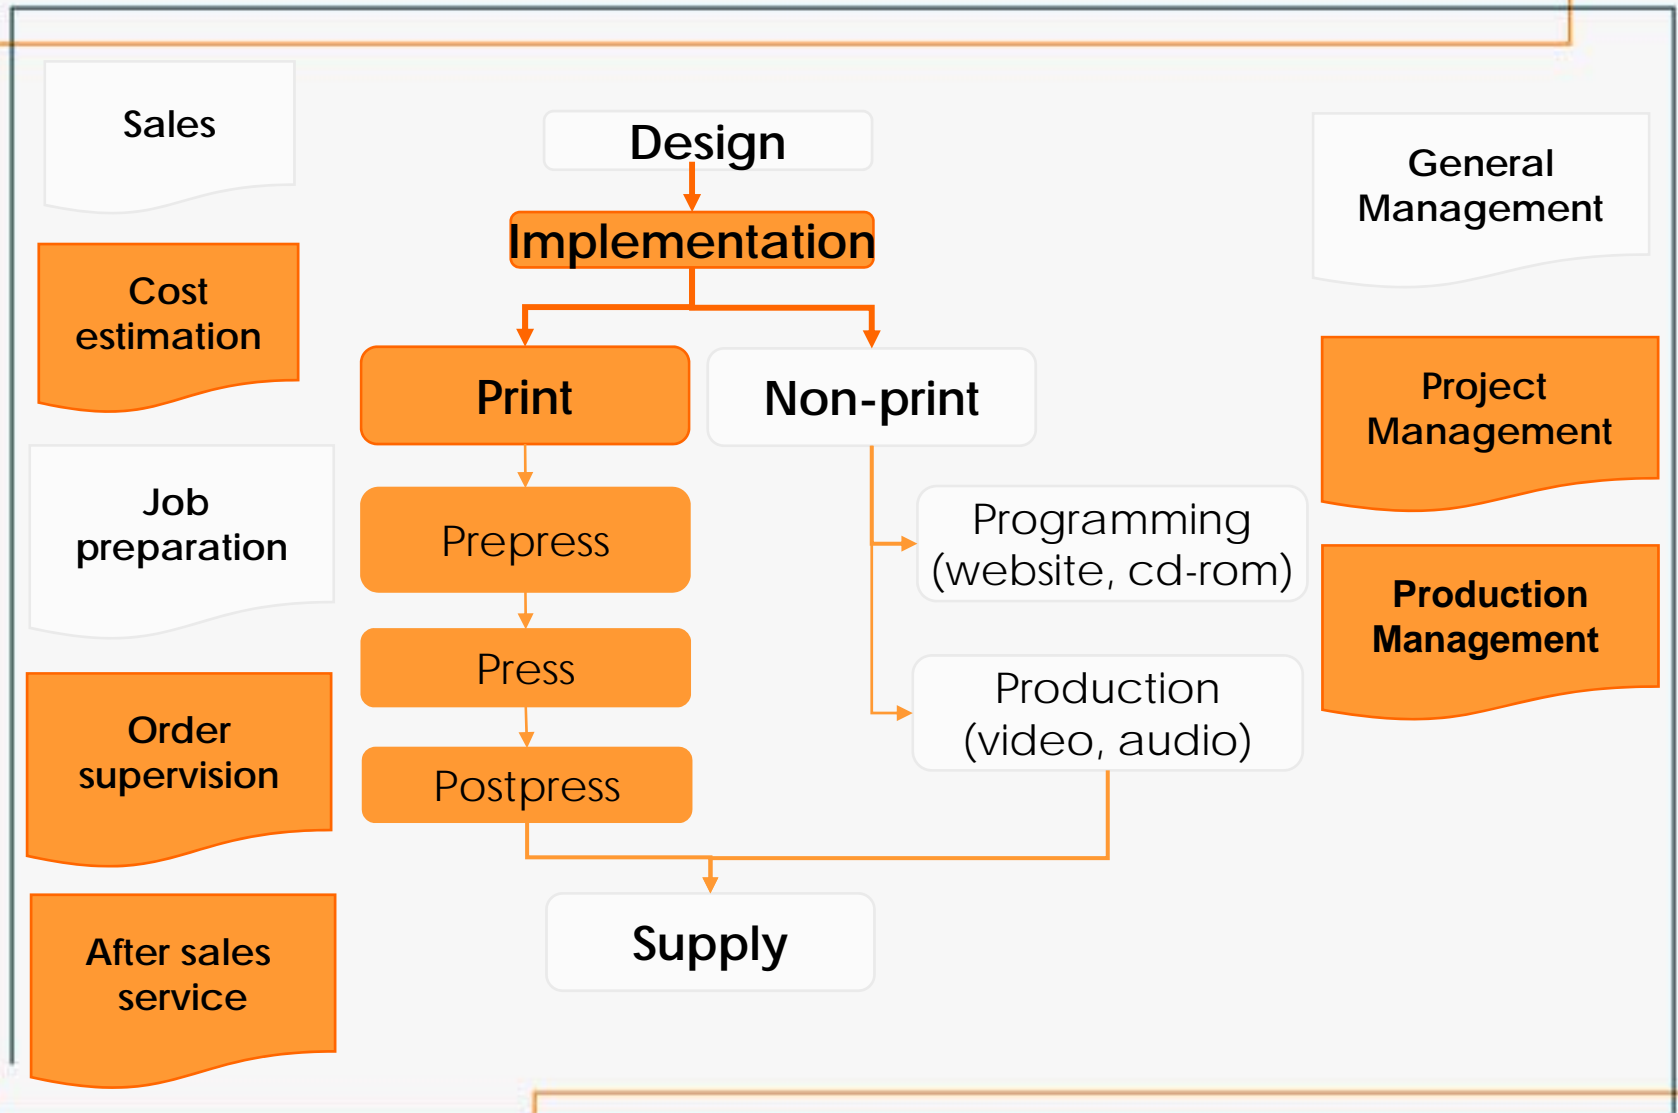 Sales
Cost
estimation
Job
preparation
Order
supervision
After sales
service
Design
Implementation
Print
Non-print
Prepress
Press
Postpress
Programming
(website, cd-rom)
Production
(video, audio)
Supply
General
Management
Project
Management
Production
Management